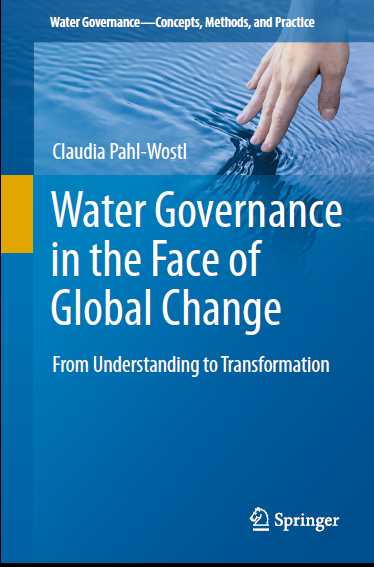 Water Governance—Concepts, Methods, and Practice
Claudia Pahl-Wostl
Water Governance
in the Face of
Global Change
From Understanding to Transformation
Springer